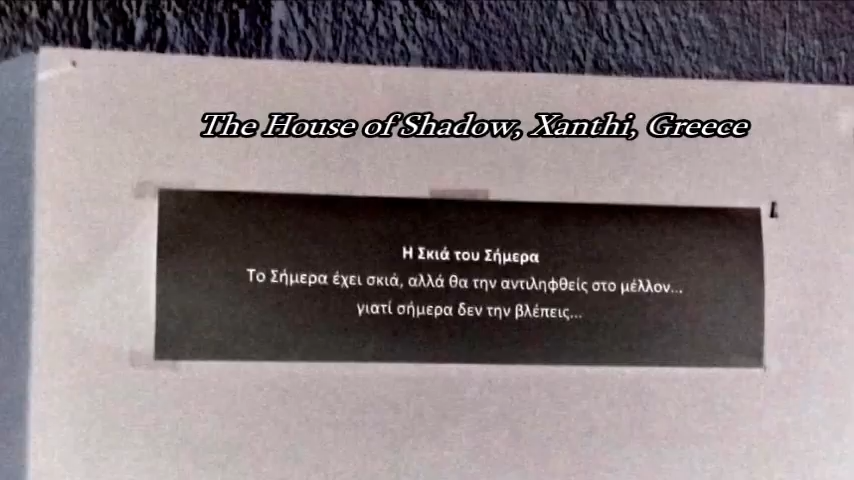 The House of Shadow, Xanthi, Greece
Η Σκιά του Σήμερα
Το Σήμερα έχει σκιά, αλλά θα την αντιληφθείς στο μέλλον...
γιατί σήμερα δεν την βλέπεις...